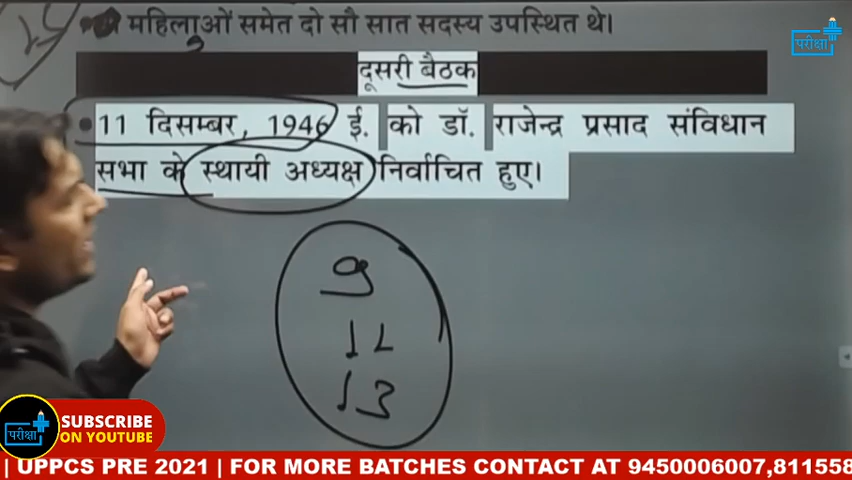 महिलाओं समेत दो सौ सात सदस्य उपस्थित थे।
परीक्षा
दूसरी बैठक
11 दिसम्बर, 1946 ई. को डॉ. राजेन्द्र प्रसाद संविधान
सभा के स्थायी अध्यक्ष निर्वाचित हुए।
9
11
13
परीक्षा
SUBSCRIBE
ON YOUTUBE
| UPPCS PRE 2021 | FOR MORE BATCHES CONTACT AT 9450006007,811558